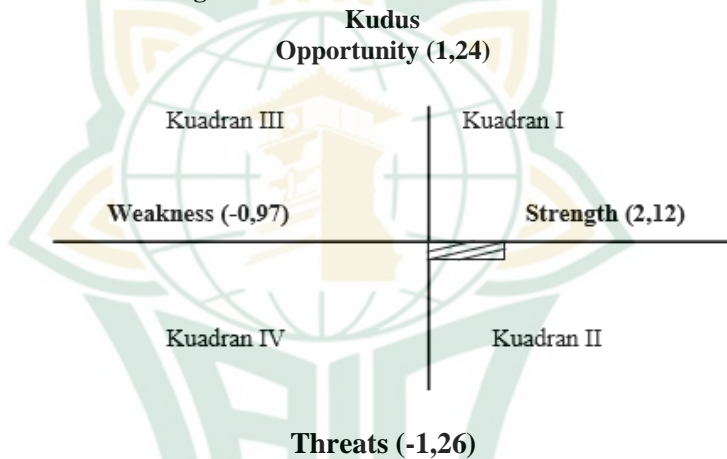 Kudus
Opportunity (1,24)
Kuadran III Kuadran I
Weakness (-0,97) Strength (2,12)
Kuadran IV Kuadran II
Threats (-1,26)